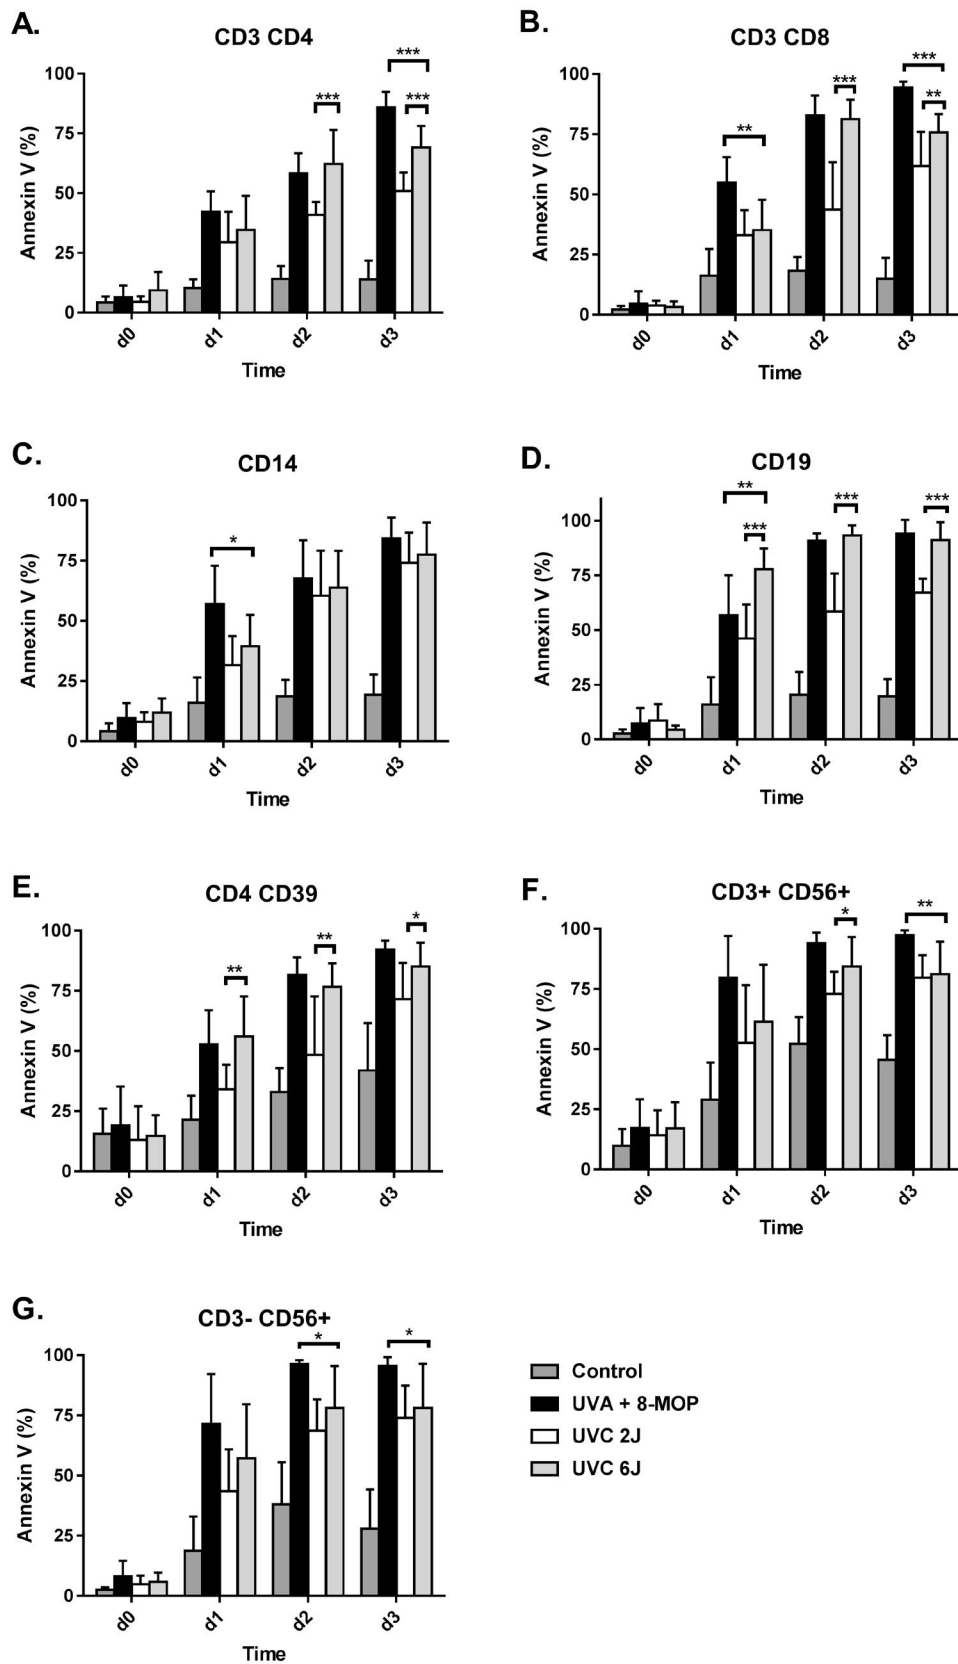 A.
CD3 CD4
***
100
***
***
75
50
25
0
Annexin V (%)
d0
d1
d2
d3
Time
B.
CD3 CD8
***
100
***
**
**
75
50
25
0
Annexin V (%)
d0
d1
d2
d3
Time
C.
CD14
100
*
75
50
25
0
Annexin V (%)
d0
d1
d2
d3
Time
D.
CD19
**
***
***
***
100
75
50
25
0
Annexin V (%)
d0
d1
d2
d3
Time
E.
CD4 CD39
100
**
**
*
75
50
25
0
Annexin V (%)
d0
d1
d2
d3
Time
F.
CD3+ CD56+
100
*
**
75
50
25
0
Annexin V (%)
d0
d1
d2
d3
Time
G.
CD3- CD56+
100
*
*
75
50
25
0
Annexin V (%)
d0
d1
d2
d3
Time
Control
UVA + 8-MOP
UVC 2J
UVC 6J